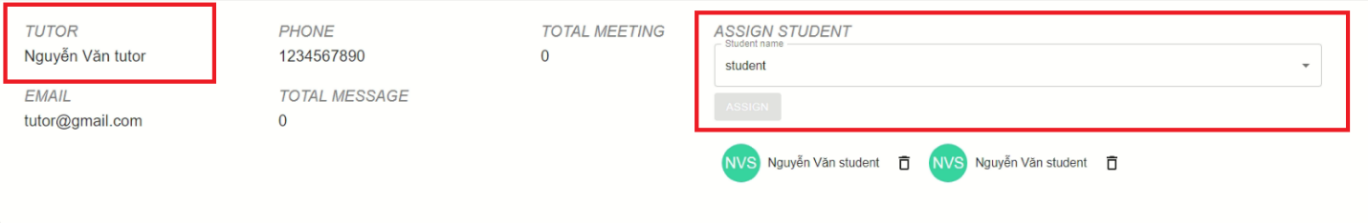 TUTOR
Nguyễn Văn tutor
PHONE
1234567890
TOTAL MEETING
0
EMAIL
tutor@gmail.com
TOTAL MESSAGE
0
ASSIGN STUDENT
Student name
student
ASSIGN
NVS Nguyễn Văn student NVS Nguyễn Văn student